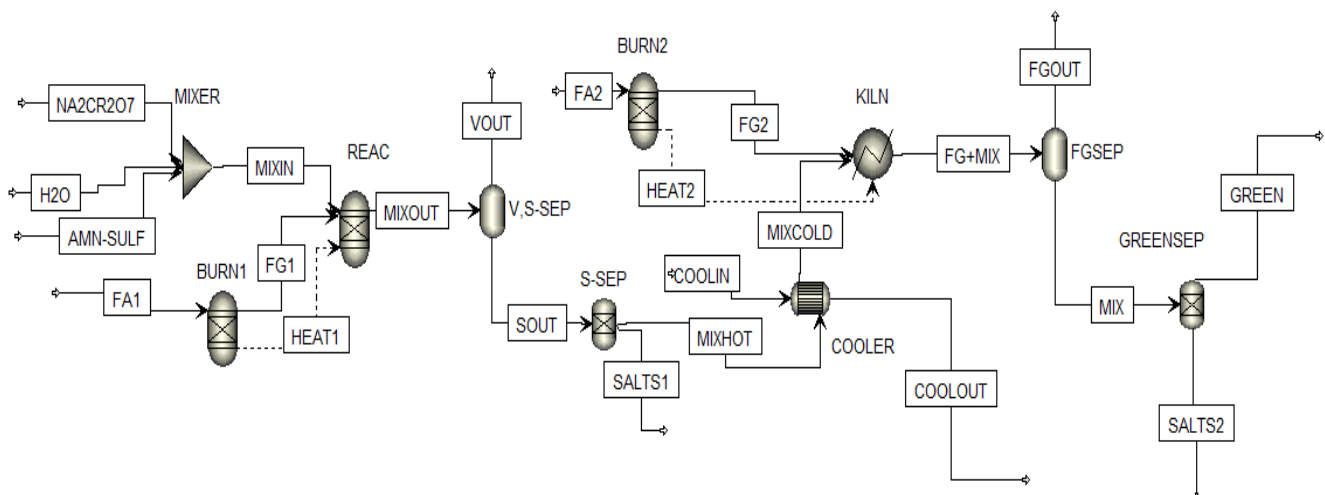 BURN2
FGOUT
NA2CR2O7
MIXER
FA2
KILN
VOUT
FG2
REAC
MIXIN
FG+MIX
FGSEP
H2O
HEAT2
GREEN
MIXOUT
V,S-SEP
AMN-SULF
MIXCOLD
GREENSEP
FG1
BURN1
S-SEP
COOLIN
FA1
MIX
SOUT
HEAT1
MIXHOT
COOLER
SALTS1
COOLOUT
SALTS2